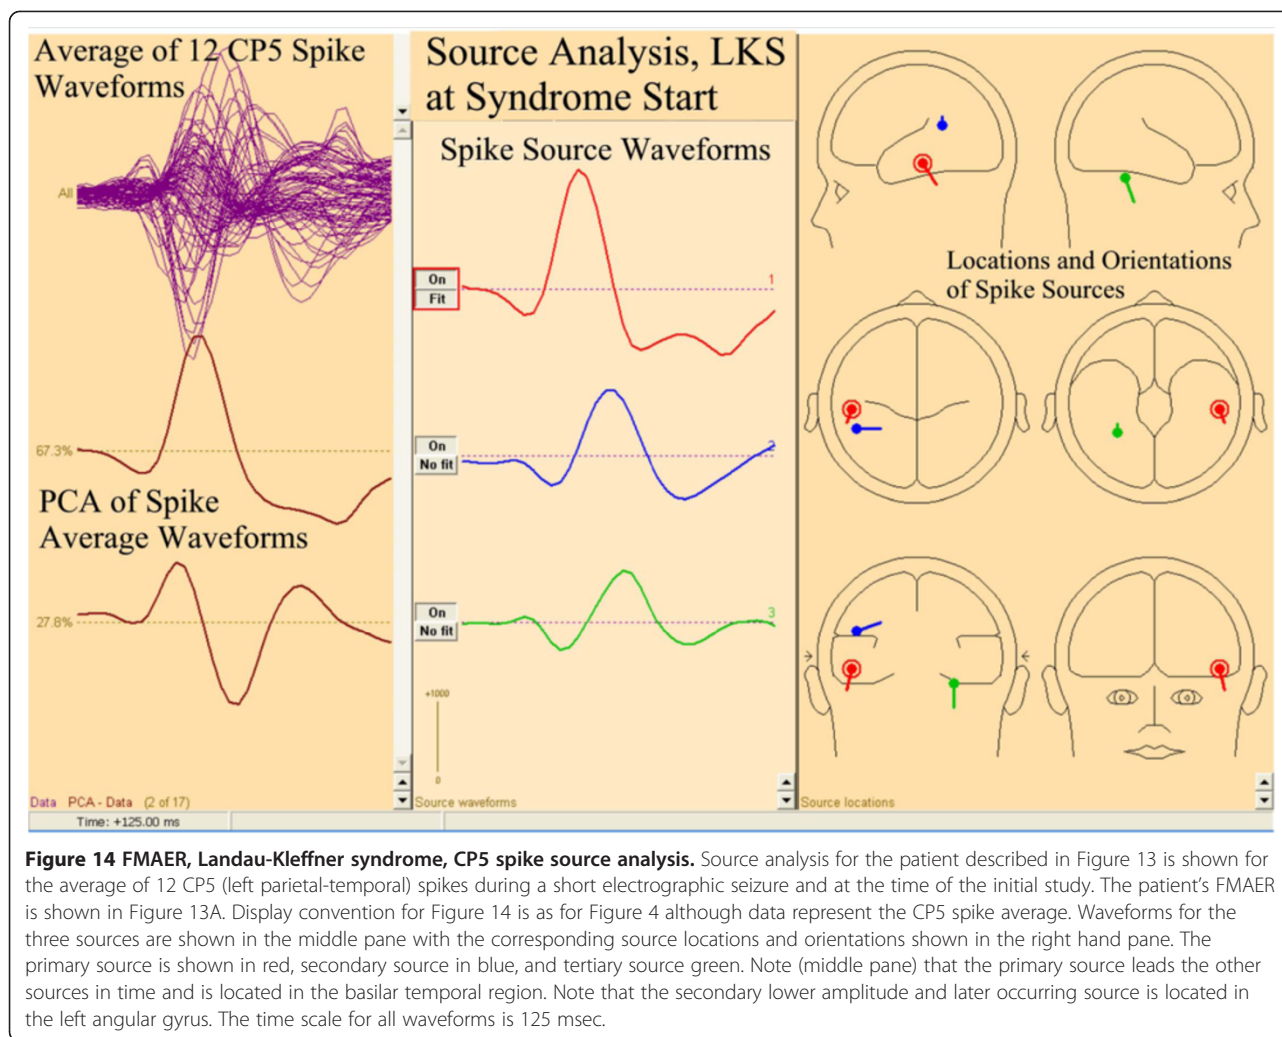 Average of 12 CP5 Spike
Waveforms
All
67.3%
PCA of Spike
Average Waveforms
27.8%
Data PCA - Data (2 of 17)
Time: +125.00 ms
Source Analysis, LKS
at Syndrome Start
Spike Source Waveforms
1
On
Fit
2
On
No fit
3
On
No fit
+1000
0
Source waveforms
Locations and Orientations
of Spike Sources
Source locations
Figure 14 FMAER, Landau-Kleffner syndrome, CP5 spike source analysis. Source analysis for the patient described in Figure 13 is shown for
the average of 12 CP5 (left parietal-temporal) spikes during a short electrographic seizure and at the time of the initial study. The patient's FMAER
is shown in Figure 13A. Display convention for Figure 14 is as for Figure 4 although data represent the CP5 spike average. Waveforms for the
three sources are shown in the middle pane with the corresponding source locations and orientations shown in the right hand pane. The
primary source is shown in red, secondary source in blue, and tertiary source green. Note (middle pane) that the primary source leads the other
sources in time and is located in the basilar temporal region. Note that the secondary lower amplitude and later occurring source is located in
the left angular gyrus. The time scale for all waveforms is 125 msec.